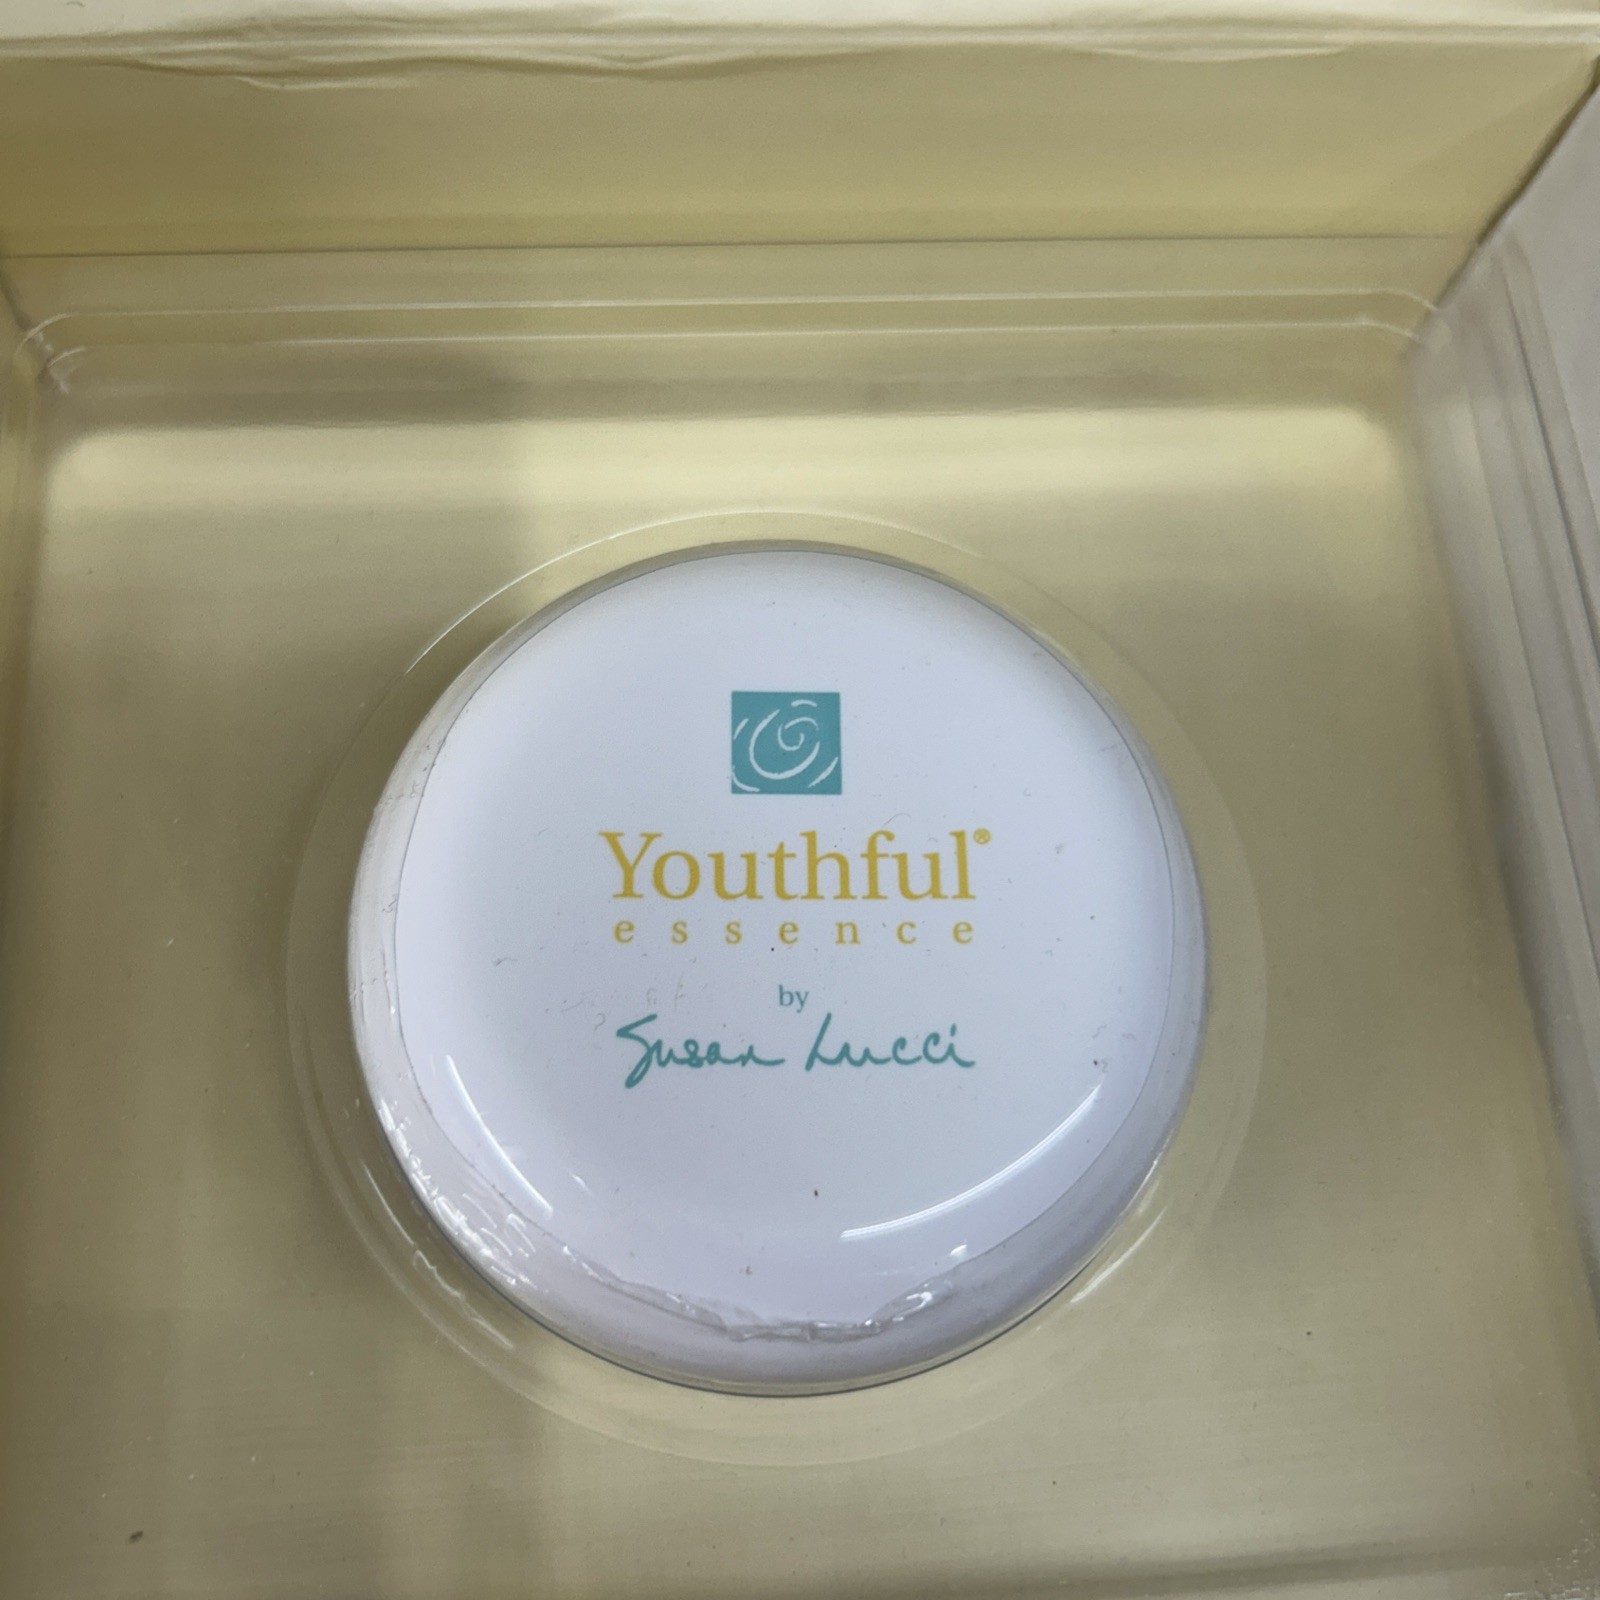 Youthful®
essence
by
Susan Lucci